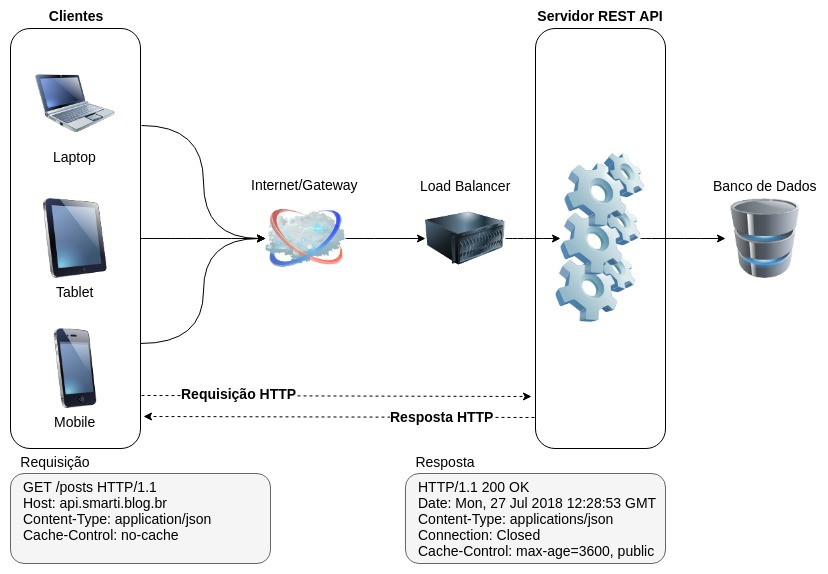 Clientes
Servidor REST API
Laptop
Internet/Gateway
Load Balancer
Banco de Dados
Tablet
Mobile
Requisição HTTP
Resposta HTTP
Requisição
GET /posts HTTP/1.1
Host: api.smarti.blog.br
Content-Type: application/json
Cache-Control: no-cache
Resposta
HTTP/1.1 200 OK
Date: Mon, 27 Jul 2018 12:28:53 GMT
Content-Type: applications/json
Connection: Closed
Cache-Control: max-age=3600, public